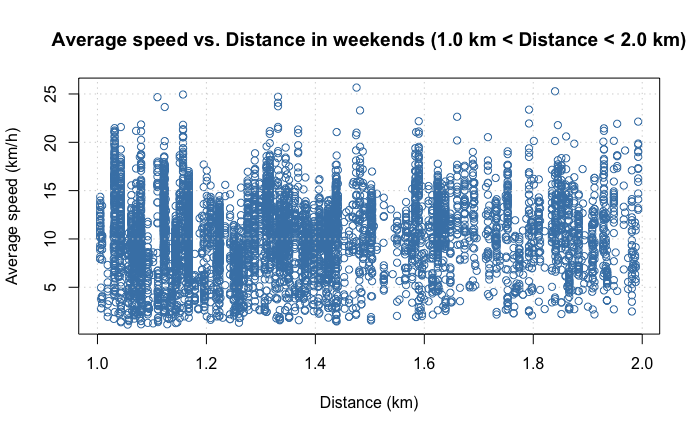 Average speed vs. Distance in weekends (1.0 km < Distance < 2.0 km)
25
20
15
10
5
Average speed (km/h)
1.0 1.2 1.4 1.6 1.8 2.0
Distance (km)